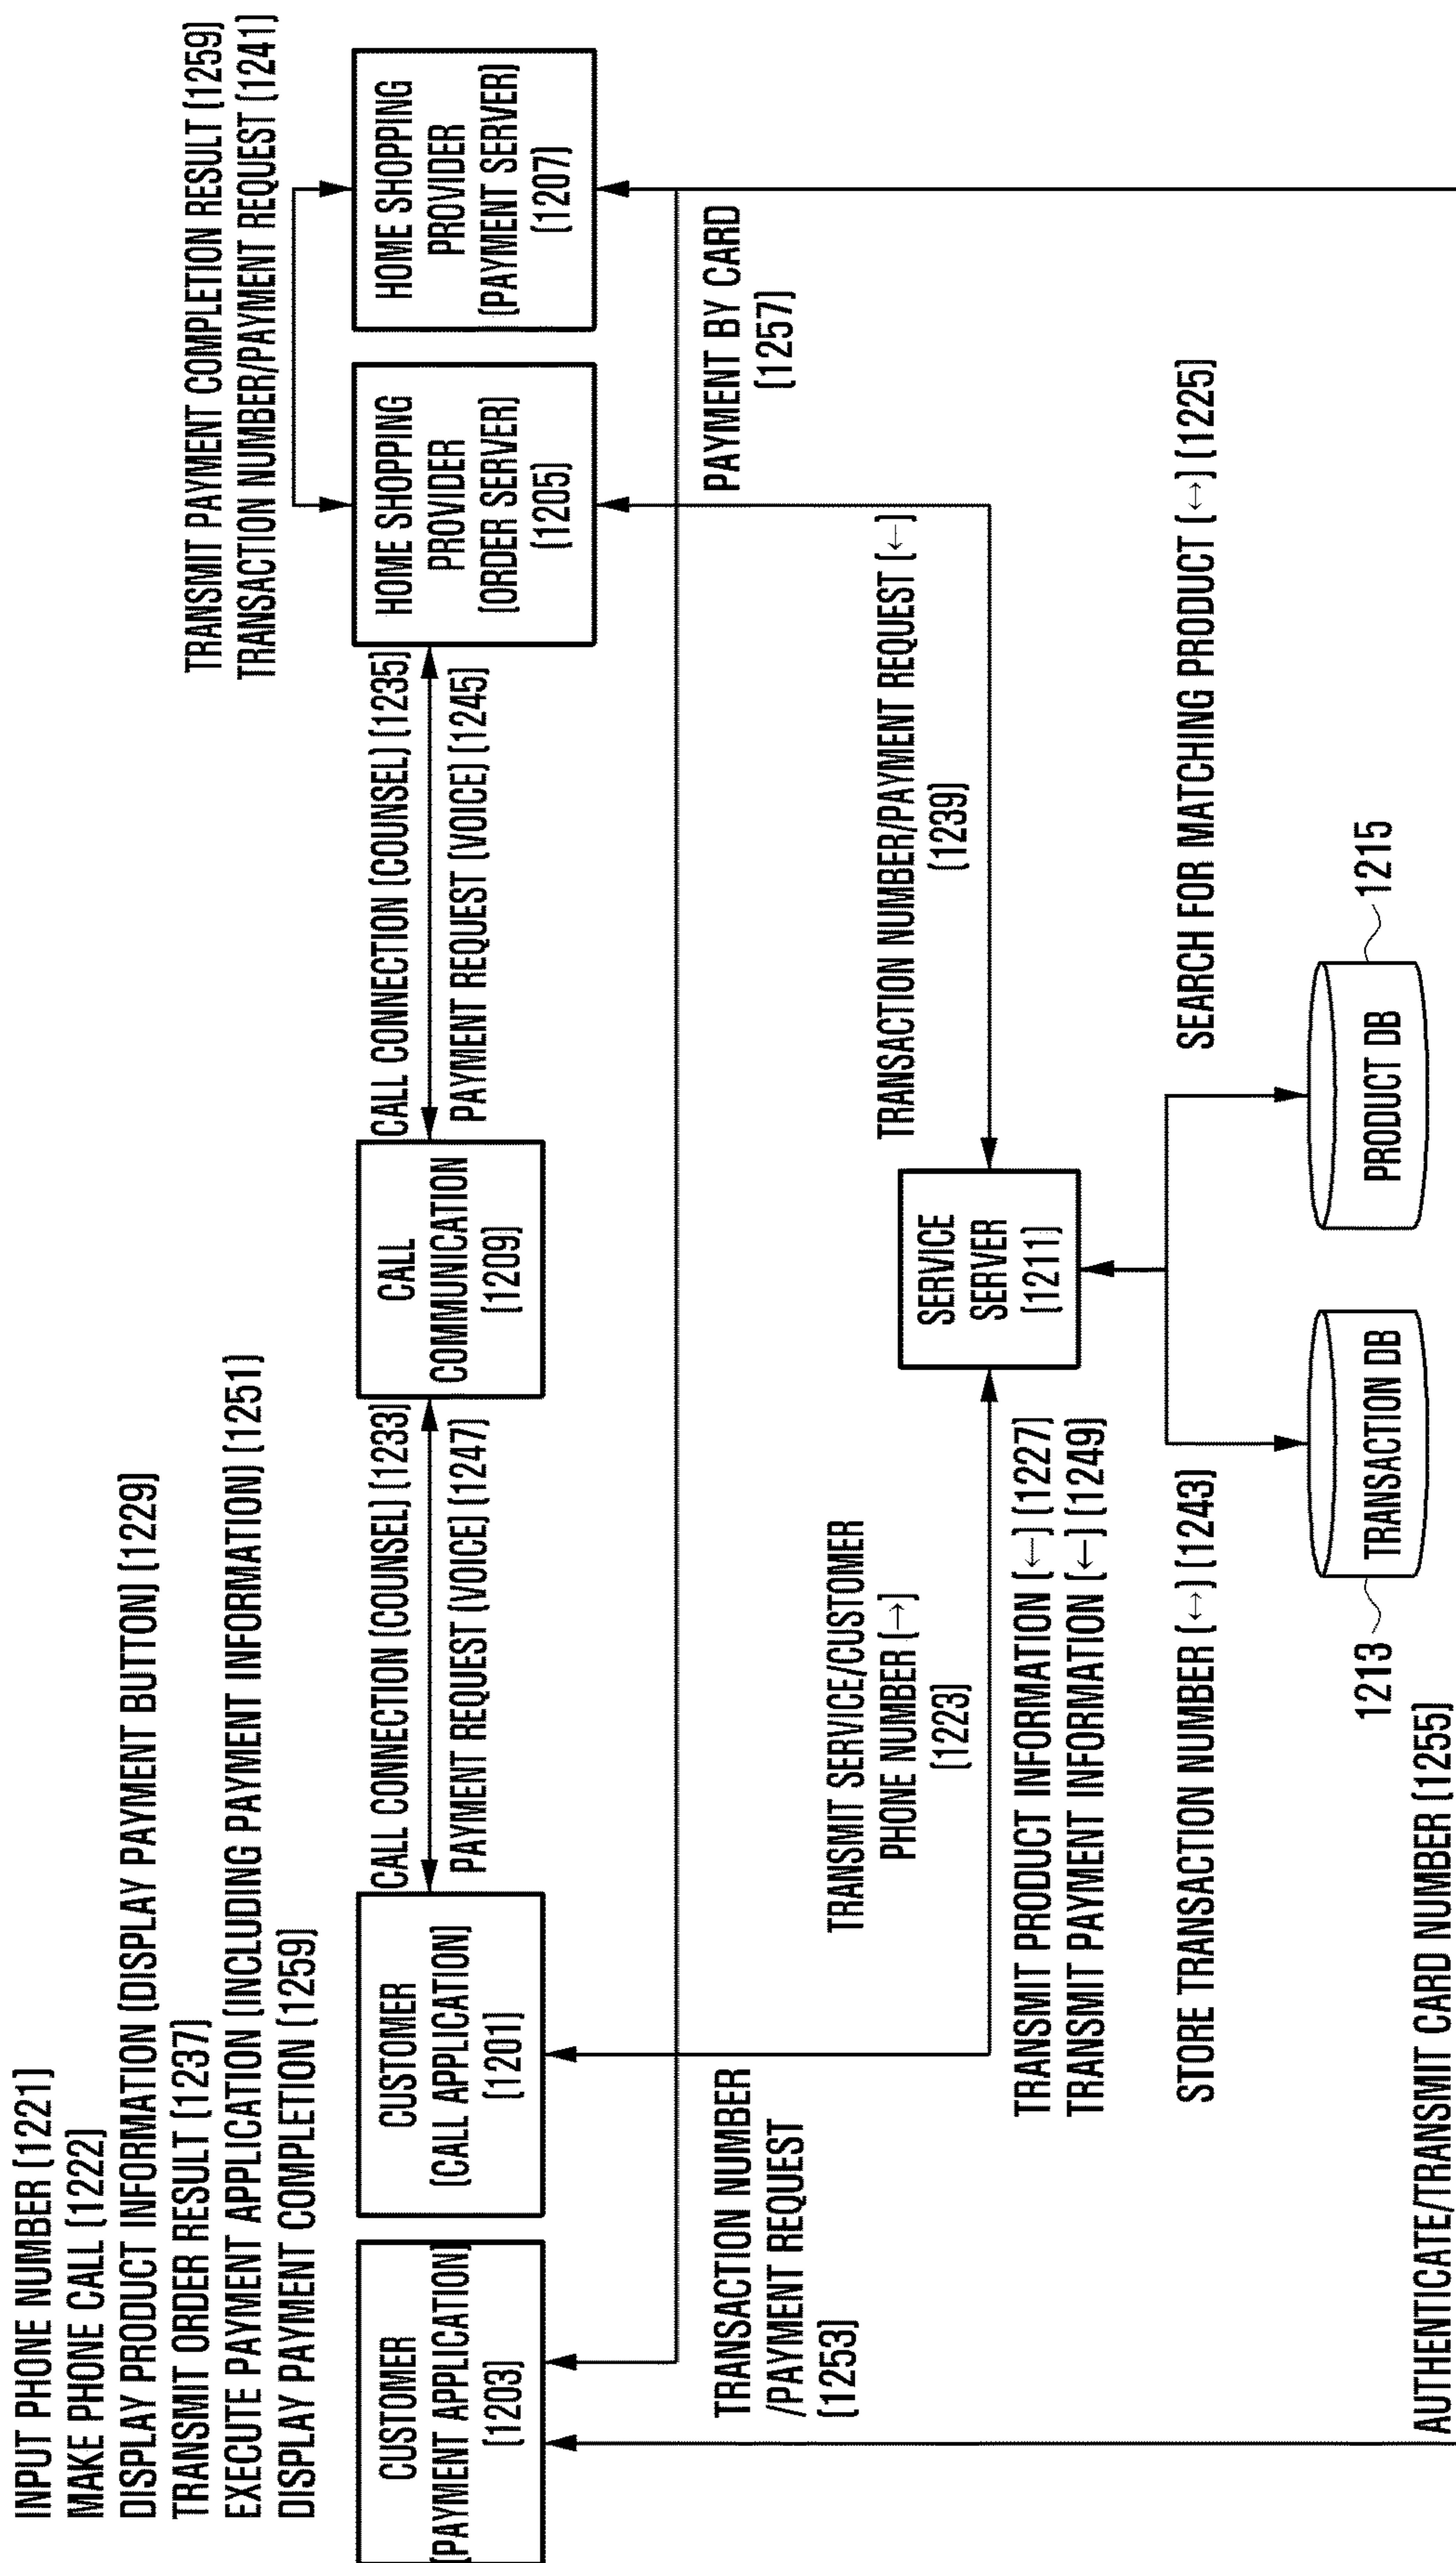 INPUT PHONE NUMBER (1221)
MAKE PHONE CALL (1222)
DISPLAY PRODUCT INFORMATION (DISPLAY PAYMENT BUTTON) (1229)
TRANSMIT ORDER RESULT (1237)
EXECUTE PAYMENT APPLICATION (INCLUDING PAYMENT INFORMATION) (1251)
DISPLAY PAYMENT COMPLETION (1259)
TRANSMIT PAYMENT COMPLETION RESULT (1259)
TRANSACTION NUMBER/PAYMENT REQUEST (1241)
CUSTOMER
(PAYMENT APPLICATION)
(1203)
CUSTOMER
(CALL APPLICATION)
(1201)
CALL CONNECTION (COUNSEL) (1233)
PAYMENT REQUEST (VOICE) (1247)
CALL
COMMUNICATION
(1209)
CALL CONNECTION (COUNSEL) (1235)
PAYMENT REQUEST (VOICE) (1245)
HOME SHOPPING
PROVIDER
(ORDER SERVER)
(1205)
HOME SHOPPING
PROVIDER
(PAYMENT SERVER)
(1207)
TRANSACTION NUMBER
/PAYMENT REQUEST
(1253)
PAYMENT BY CARD
(1257)
TRANSMIT SERVICE/CUSTOMER
PHONE NUMBER (→)
(1223)
TRANSACTION NUMBER/PAYMENT REQUEST (←)
(1239)
SERVICE
SERVER
(1211)
TRANSMIT PRODUCT INFORMATION (←) (1227)
TRANSMIT PAYMENT INFORMATION (←) (1249)
STORE TRANSACTION NUMBER (↔) (1243)
SEARCH FOR MATCHING PRODUCT (↔) (1225)
1213
TRANSACTION DB
PRODUCT DB
1215
AUTHENTICATE/TRANSMIT CARD NUMBER (1255)